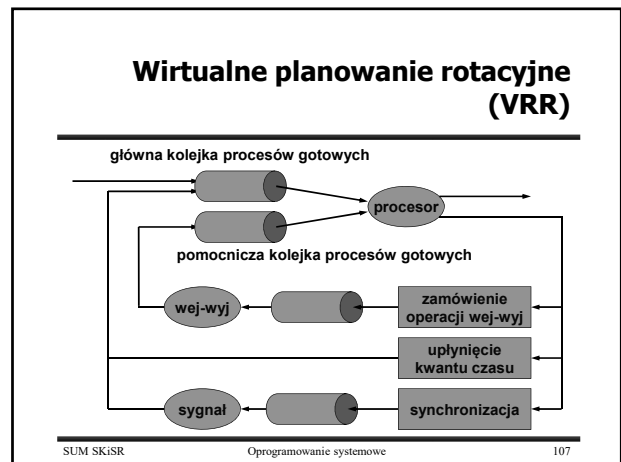 Wirtualne planowanie rotacyjne
(VRR)
główna kolejka procesów gotowych
procesor
pomocnicza kolejka procesów gotowych
wej-wyj
zamówienie
operacji wej-wyj
upłynięcie
kwantu czasu
sygnał
synchronizacja
SUM SKiSR
Oprogramowanie systemowe
107